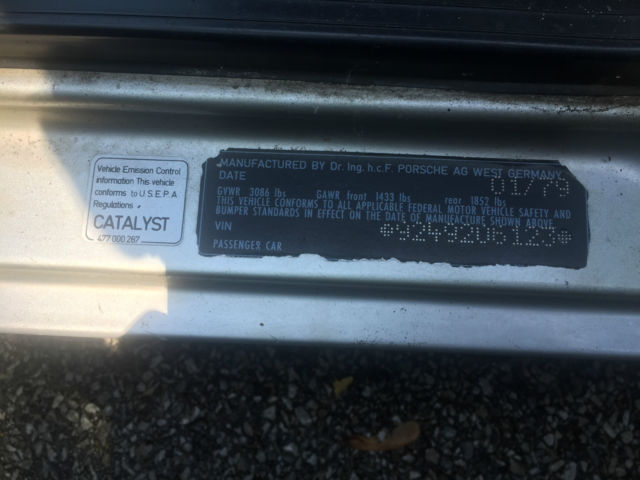 Vehicle Emission Control
information This vehicle
conforms to U.S.E.P.A
Regulations.
CATALYST
477 000 267
MANUFACTURED BY Dr. Ing. h.c.F. PORSCHE AG WEST GERMANY
DATE 01/79
GVWR 3086 lbs GAWR front 1433 lbs rear 1852 lbs
THIS VEHICLE CONFORMS TO ALL APPLICABLE FEDERAL MOTOR VEHICLE SAFETY AND
BUMPER STANDARDS IN EFFECT ON THE DATE OF MANUFACTURE SHOWN ABOVE.
VIN *9249206123*
PASSENGER CAR